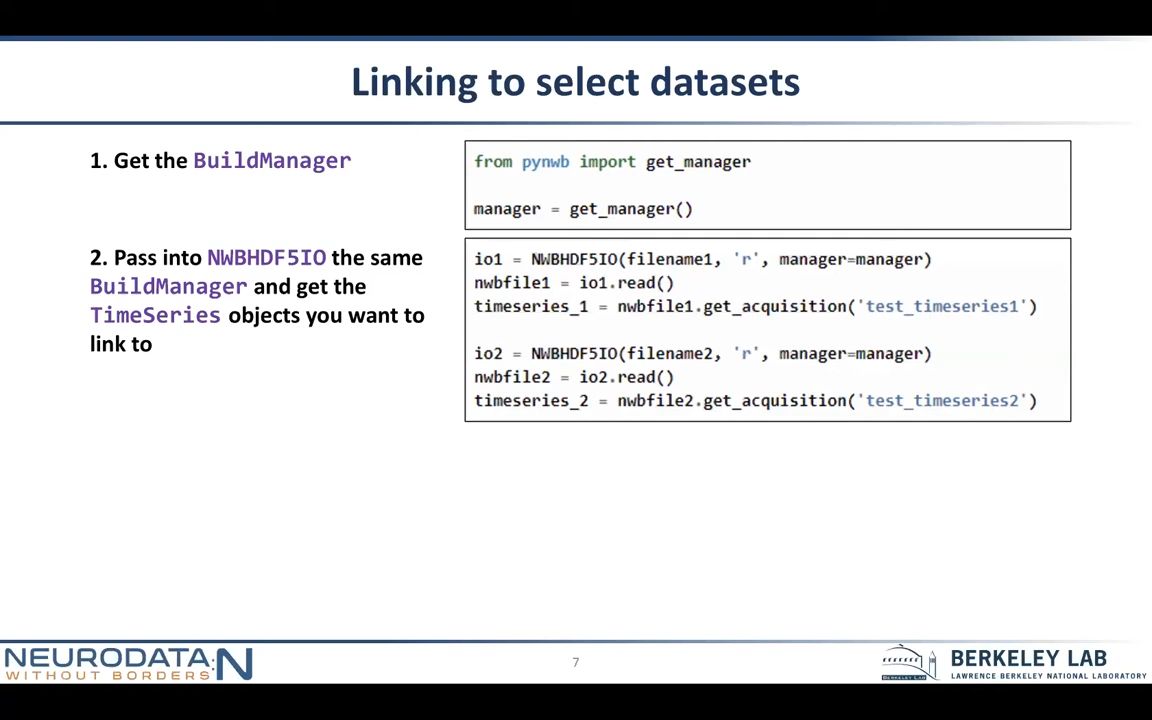 Linking to select datasets
1. Get the BuildManager
from pynwb import get_manager
manager = get_manager()
2. Pass into NWBHDF5IO the same
BuildManager and get the
TimeSeries objects you want to
link to
io1 = NWBHDF5IO(filename1, 'r', manager=manager)
nwbfile1 = io1.read()
timeseries_1 = nwbfile1.get_acquisition('test_timeseries1')
io2 = NWBHDF5IO(filename2, 'r', manager=manager)
nwbfile2 = io2.read()
timeseries_2 = nwbfile2.get_acquisition('test_timeseries2')
NEURODATA:N
WITHOUT BORDERS
7
BERKELEY LAB
BERKELEY LAB
LAWRENCE BERKELEY NATIONAL LABORATORY